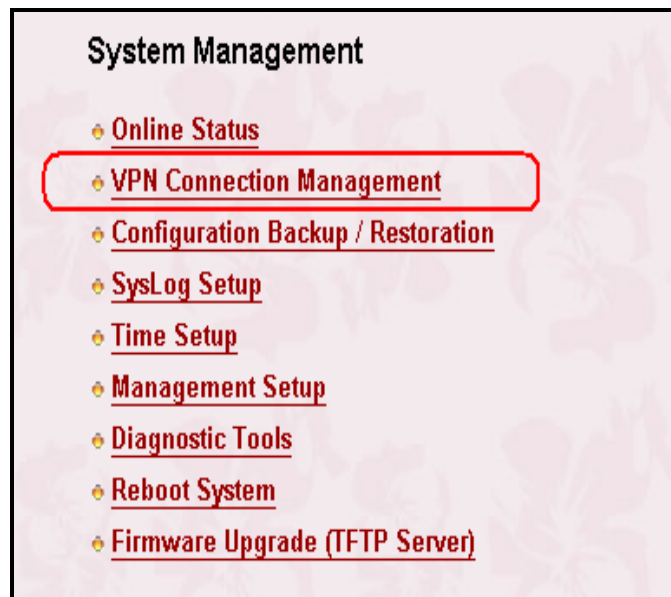 System Management
Online Status
VPN Connection Management
Configuration Backup / Restoration
SysLog Setup
Time Setup
Management Setup
Diagnostic Tools
Reboot System
Firmware Upgrade (TFTP Server)